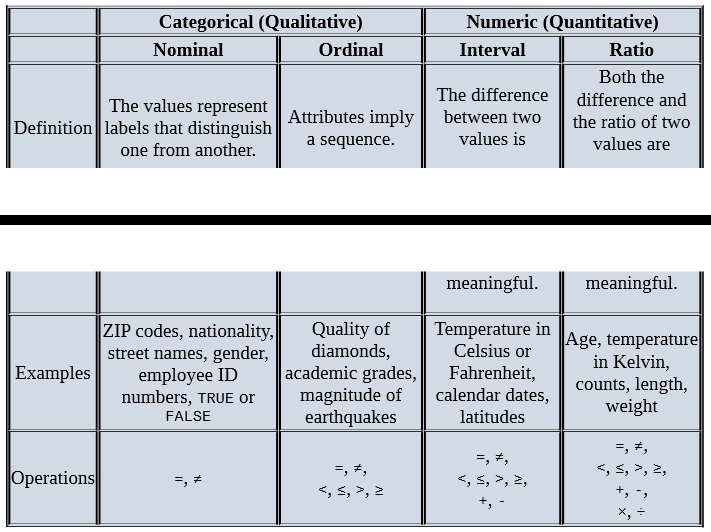 Categorical (Qualitative) Numeric (Quantitative)
Nominal Ordinal Interval Ratio
Definition
The values represent
labels that distinguish
one from another.
Attributes imply
a sequence.
The difference
between two
values is
Both the
difference and
the ratio of two
values are
meaningful.
meaningful.
Examples
ZIP codes, nationality,
street names, gender,
employee ID
numbers, TRUE or
FALSE
Quality of
diamonds,
academic grades,
magnitude of
earthquakes
Temperature in
Celsius or
Fahrenheit,
calendar dates,
latitudes
Age, temperature
in Kelvin,
counts, length,
weight
Operations
=, ≠
=, ≠,
<, ≤, >, ≥
=, ≠,
<, ≤, >, ≥,
+, -
=, ≠,
<, ≤, >, ≥,
+, -,
×, ÷